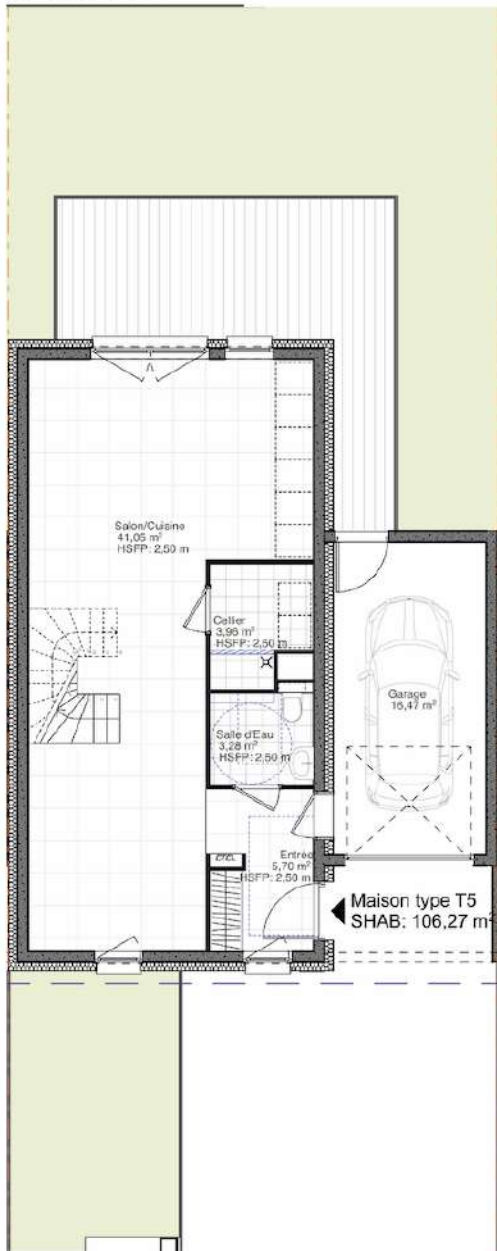 Salon/Cuisine
41,05 m²
HSFP: 2,50 m
Cellier
3,96 m²
HSFP: 2,50 m
Garage
16,47 m²
Salle d'Eau
3,28 m²
HSFP: 2,50 m
Entrée
5,70 m²
HSFP: 2,50 m
Maison type T5
SHAB: 106,27 m²